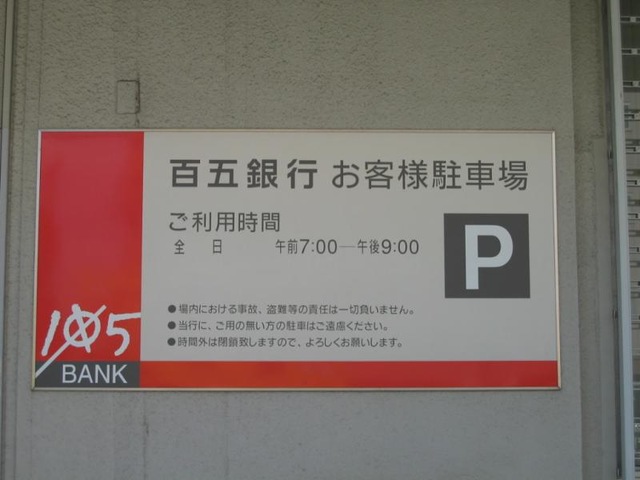 百五銀行 お客様駐車場
ご利用時間
全 日 午前7:00―午後9:00
P
●場内における事故、盗難等の責任は一切負いません。
●当行に、ご用の無い方の駐車はご遠慮ください。
●時間外は閉鎖致しますので、よろしくお願いします。
105
BANK